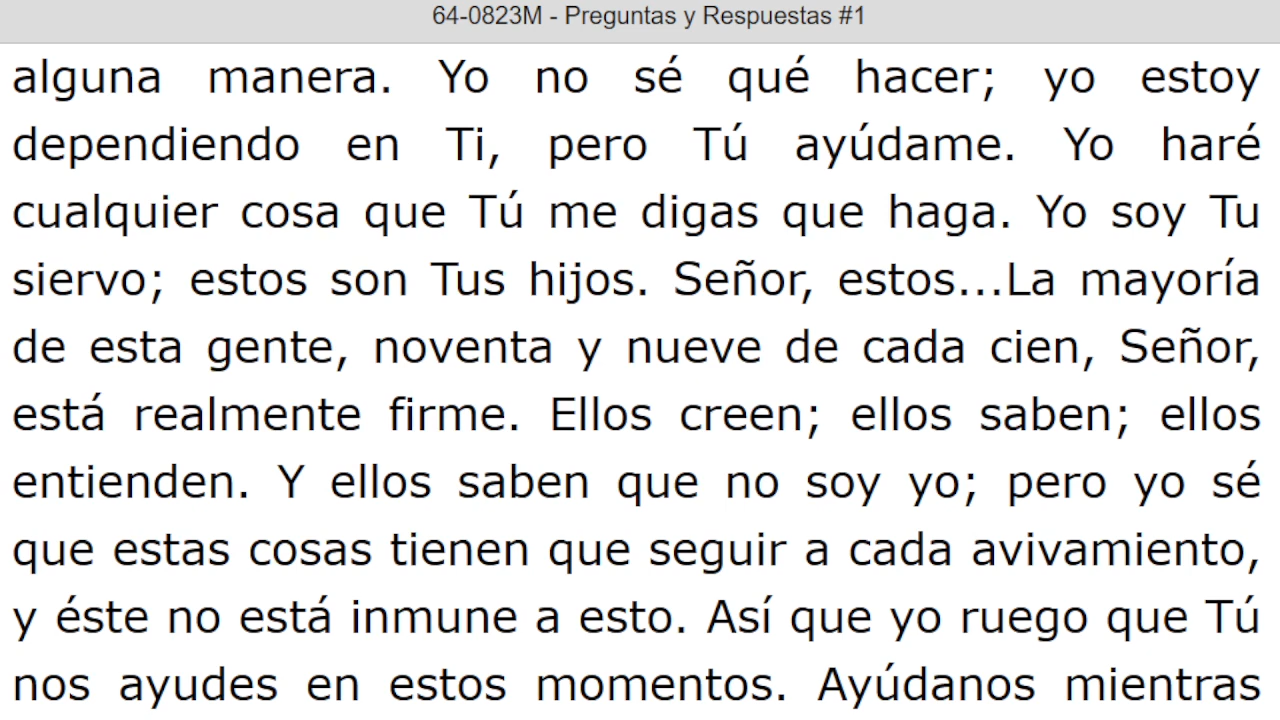 64-0823M - Preguntas y Respuestas #1
alguna manera. Yo no sé qué hacer; yo estoy
dependiendo en Ti, pero Tú ayúdame. Yo haré
cualquier cosa que Tú me digas que haga. Yo soy Tu
siervo; estos son Tus hijos. Señor, estos...La mayoría
de esta gente, noventa y nueve de cada cien, Señor,
está realmente firme. Ellos creen; ellos saben; ellos
entienden. Y ellos saben que no soy yo; pero yo sé
que estas cosas tienen que seguir a cada avivamiento,
y éste no está inmune a esto. Así que yo ruego que Tú
nos ayudes en estos momentos. Ayúdanos mientras